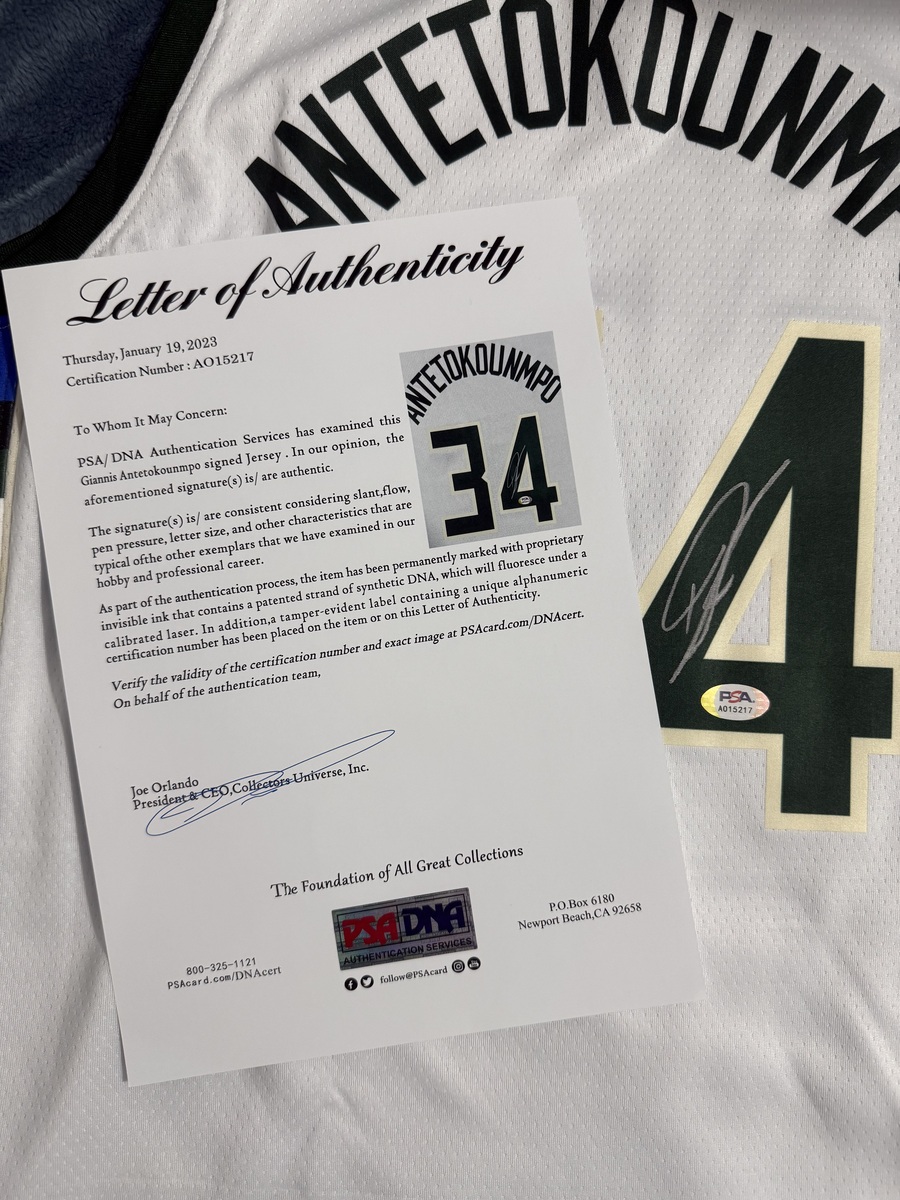 ANTETOKOUNMP
Letter of Authenticity
Thursday, January 19, 2023
Certification Number : AO15217
To Whom It May Concern:
PSA/ DNA Authentication Services has examined this
Giannis Antetokounmpo signed Jersey . In our opinion, the
aforementioned signature(s) is/ are authentic.
The signature(s) is/ are consistent considering slant,flow,
pen pressure, letter size, and other characteristics that are
typical ofthe other exemplars that we have examined in our
hobby and professional career.
ANTETOKOUNMPO
34
As part of the authentication process, the item has been permanently marked with proprietary
invisible ink that contains a patented strand of synthetic DNA, which will fluoresce under a
calibrated laser. In addition,a tamper-evident label containing a unique alphanumeric
certification number has been placed on the item or on this Letter of Authenticity.
Verify the validity of the certification number and exact image at PSAcard.com/DNAcert.
On behalf of the authentication team,
Joe Orlando
President & CEO,Collectors Universe, Inc.
The Foundation of All Great Collections
800-325-1121
PSAcard.com/DNAcert
PSA DNA
AUTHENTICATION SERVICES
follow@PSAcard
P.O.Box 6180
Newport Beach,CA 92658
4
PSA
AO15217